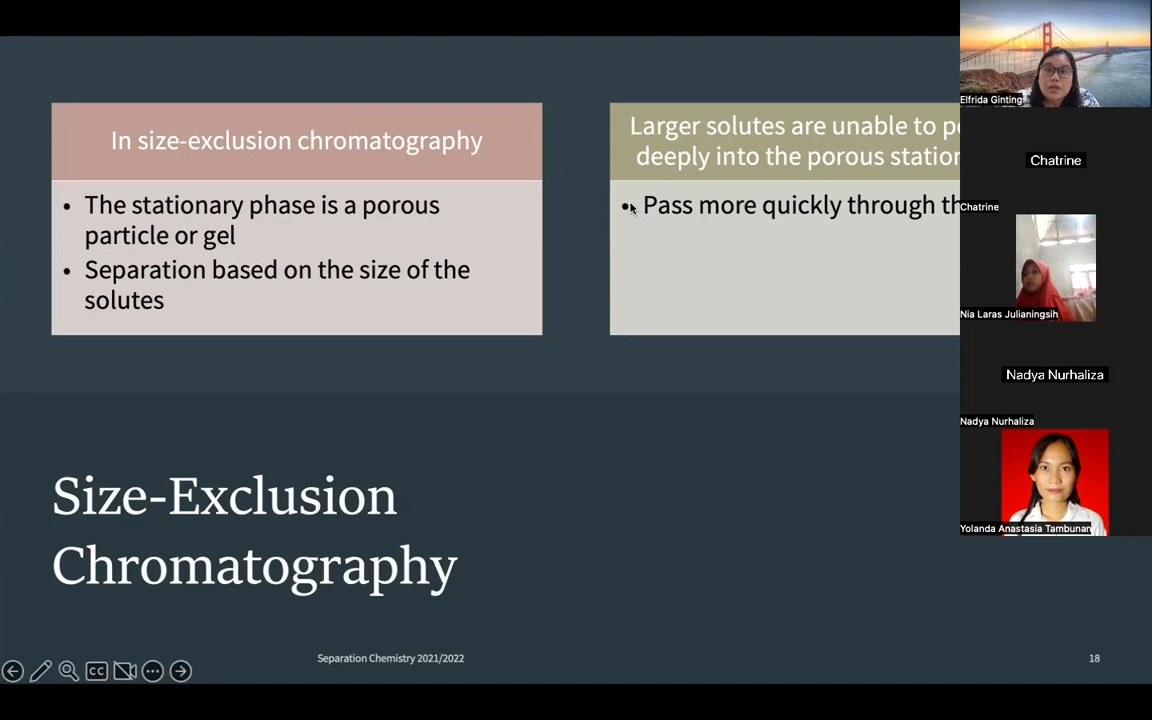 In size-exclusion chromatography
• The stationary phase is a porous
particle or gel
• Separation based on the size of the
solutes
Larger solutes are unable to
deeply into the porous
• Pass more quickly through
Size-Exclusion
Chromatography
Separation Chemistry 2021/2022
18
CC
Elfrida Ginting
Chatrine
Chatrine
Nia Laras Julianingsih
Nadya Nurhaliza
Nadya Nurhaliza
Yolanda Anastasia Tambunan